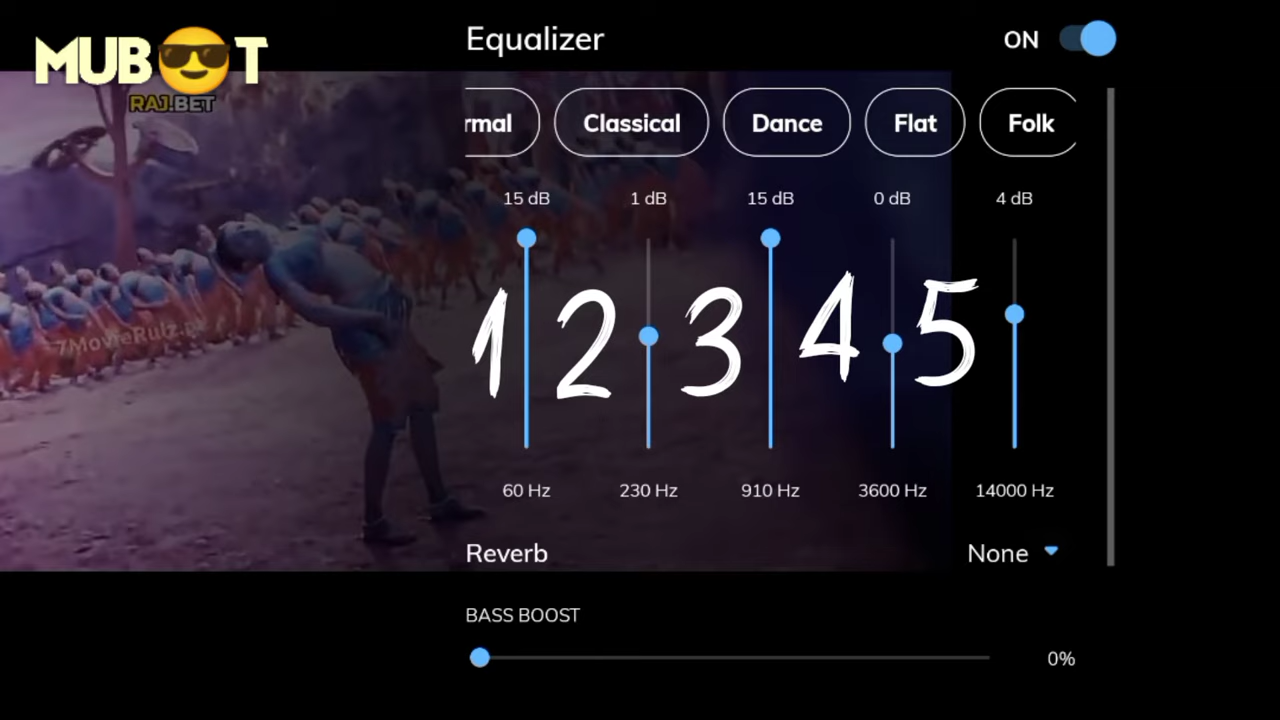 MUBOT
RAJ.BET
Equalizer
ON
rmal
Classical
Dance
Flat
Folk
15 dB
1 dB
15 dB
0 dB
4 dB
1 2 3 4 5
7MovieRulz.p
60 Hz
230 Hz
910 Hz
3600 Hz
14000 Hz
Reverb
None
BASS BOOST
0%